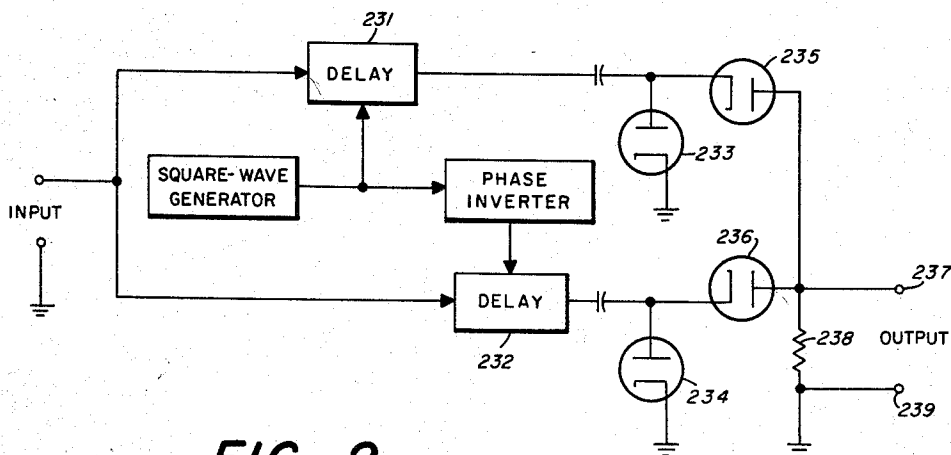 231
DELAY
235
233
SQUARE-WAVE
GENERATOR
PHASE
INVERTER
INPUT
236
237
DELAY
238
OUTPUT
232
234
239